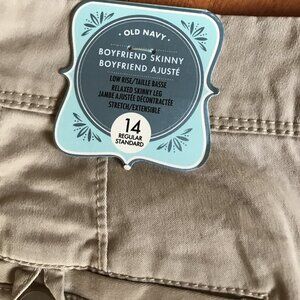 · OLD NAVY ·
BOYFRIEND SKINNY
BOYFRIEND AJUSTÉ
LOW RISE/TAILLE BASSE
RELAXED SKINNY LEG
JAMBE AJUSTÉE DÉCONTRACTÉE
STRETCH/EXTENSIBLE
14
REGULAR
STANDARD